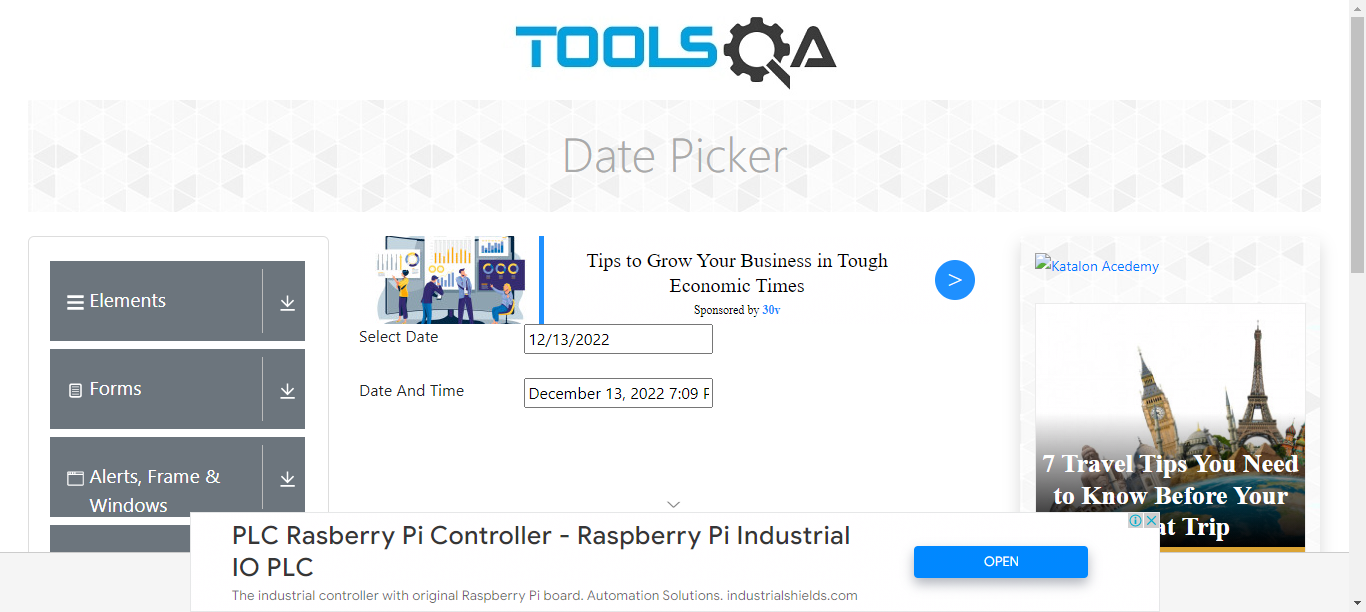 TOOLSQA
Date Picker
Elements
Forms
Alerts, Frame &
Windows
Tips to Grow Your Business in Tough
Economic Times
Sponsored by 30v
>
Select Date
12/13/2022
Date And Time
December 13, 2022 7:09 P
Katalon Acedemy
7 Travel Tips You Need
to Know Before Your
at Trip
PLC Rasberry Pi Controller - Raspberry Pi Industrial
IO PLC
The industrial controller with original Raspberry Pi board. Automation Solutions. industrialshields.com
OPEN